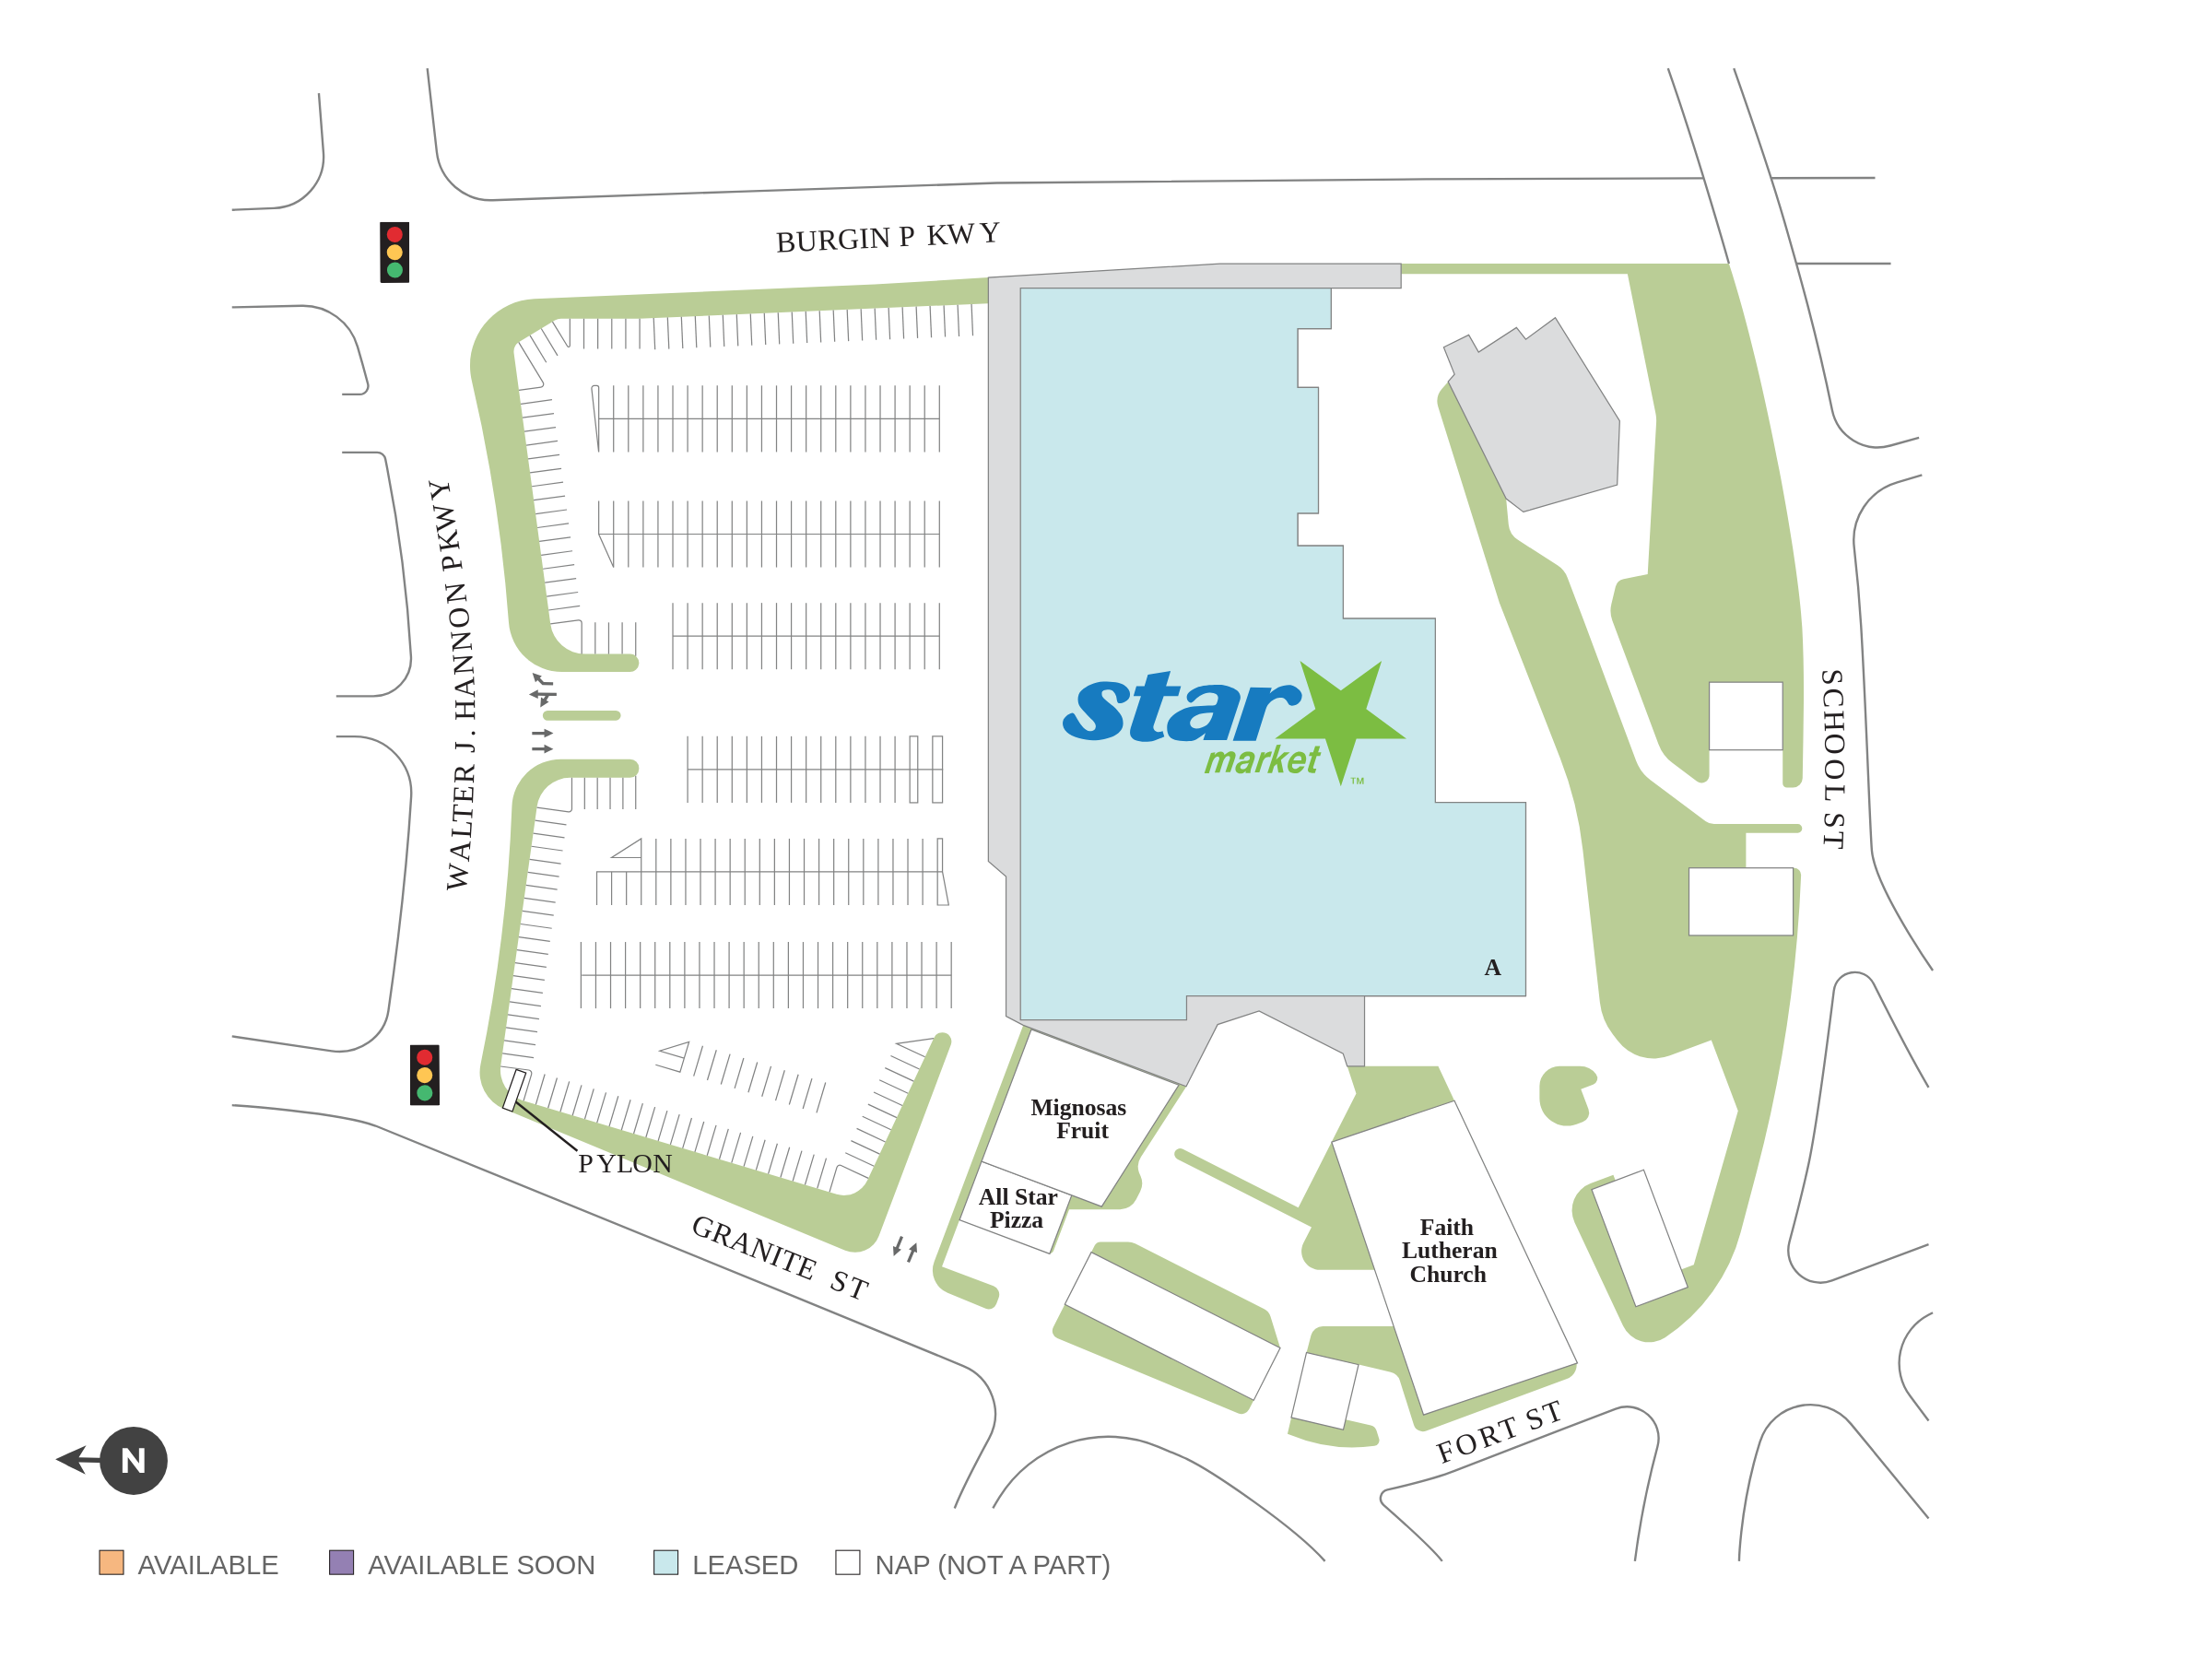 BURGIN PKWY
WALTER J. HANNON PKWY
SCHOOL ST
star
market
TM
A
Mignosas
Fruit
All Star
Pizza
PYLON
GRANITE ST
Faith
Lutheran
Church
FORT ST
N
AVAILABLE
AVAILABLE SOON
LEASED
NAP (NOT A PART)